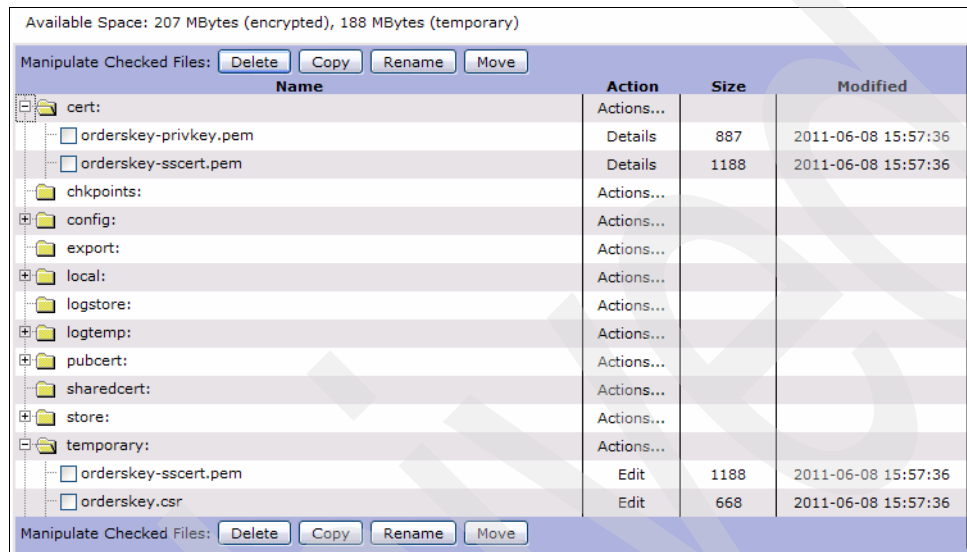 Available Space: 207 MBytes (encrypted), 188 MBytes (temporary)
Manipulate Checked Files: Delete Copy Rename Move
Name Action Size Modified
cert: Actions...
orderskey-privkey.pem Details 887 2011-06-08 15:57:36
orderskey-sscert.pem Details 1188 2011-06-08 15:57:36
chkpoints: Actions...
config: Actions...
export: Actions...
local: Actions...
logstore: Actions...
logtemp: Actions...
pubcert: Actions...
sharedcert: Actions...
store: Actions...
temporary: Actions...
orderskey-sscert.pem Edit 1188 2011-06-08 15:57:36
orderskey.csr Edit 668 2011-06-08 15:57:36
Manipulate Checked Files: Delete Copy Rename Move